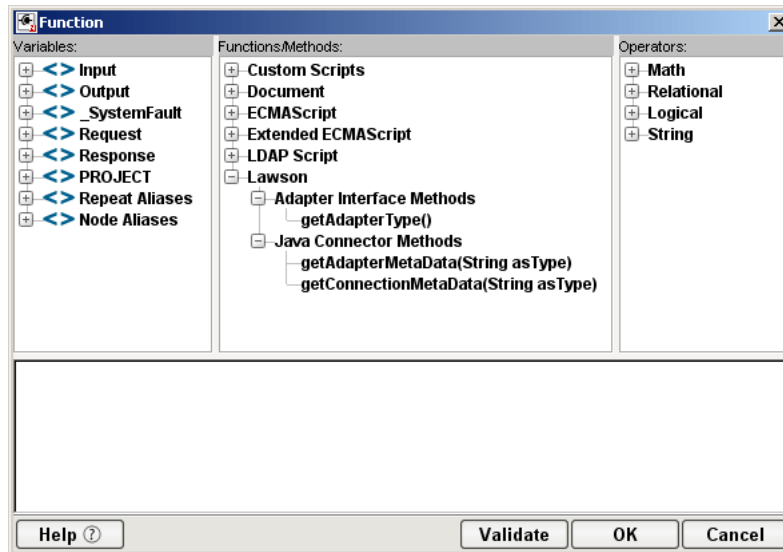 Function
Variables:
Input
Output
_SystemFault
Request
Response
PROJECT
Repeat Aliases
Node Aliases
Functions/Methods:
Custom Scripts
Document
ECMAScript
Extended ECMAScript
LDAP Script
Lawson
Adapter Interface Methods
getAdapterType()
Java Connector Methods
getAdapterMetaData(String asType)
getConnectionMetaData(String asType)
Operators:
Math
Relational
Logical
String
Help ?
Validate
OK
Cancel